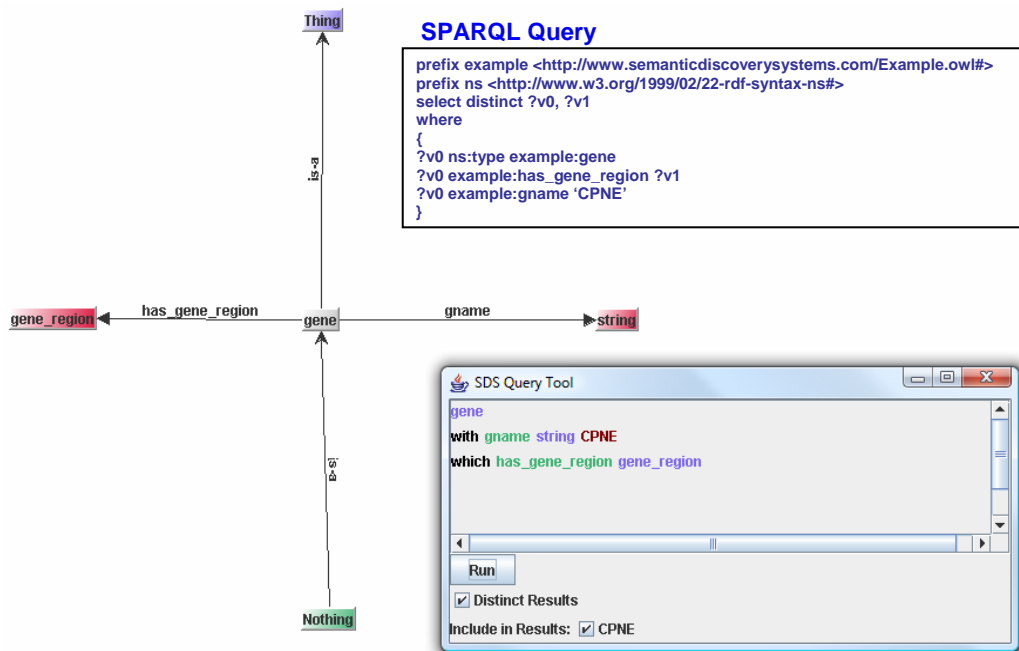 Thing
SPARQL Query
prefix example <http://www.semanticdiscoverysystems.com/Example.owl#>
prefix ns <http://www.w3.org/1999/02/22-rdf-syntax-ns#>
select distinct ?v0, ?v1
where
{
?v0 ns:type example:gene
?v0 example:has_gene_region ?v1
?v0 example:gname ‘CPNE’
}
is-a
gene_region
has_gene_region
gene
gname
string
is-a
Nothing
SDS Query Tool
gene
with gname string CPNE
which has_gene_region gene_region
Run
Distinct Results
Include in Results: CPNE